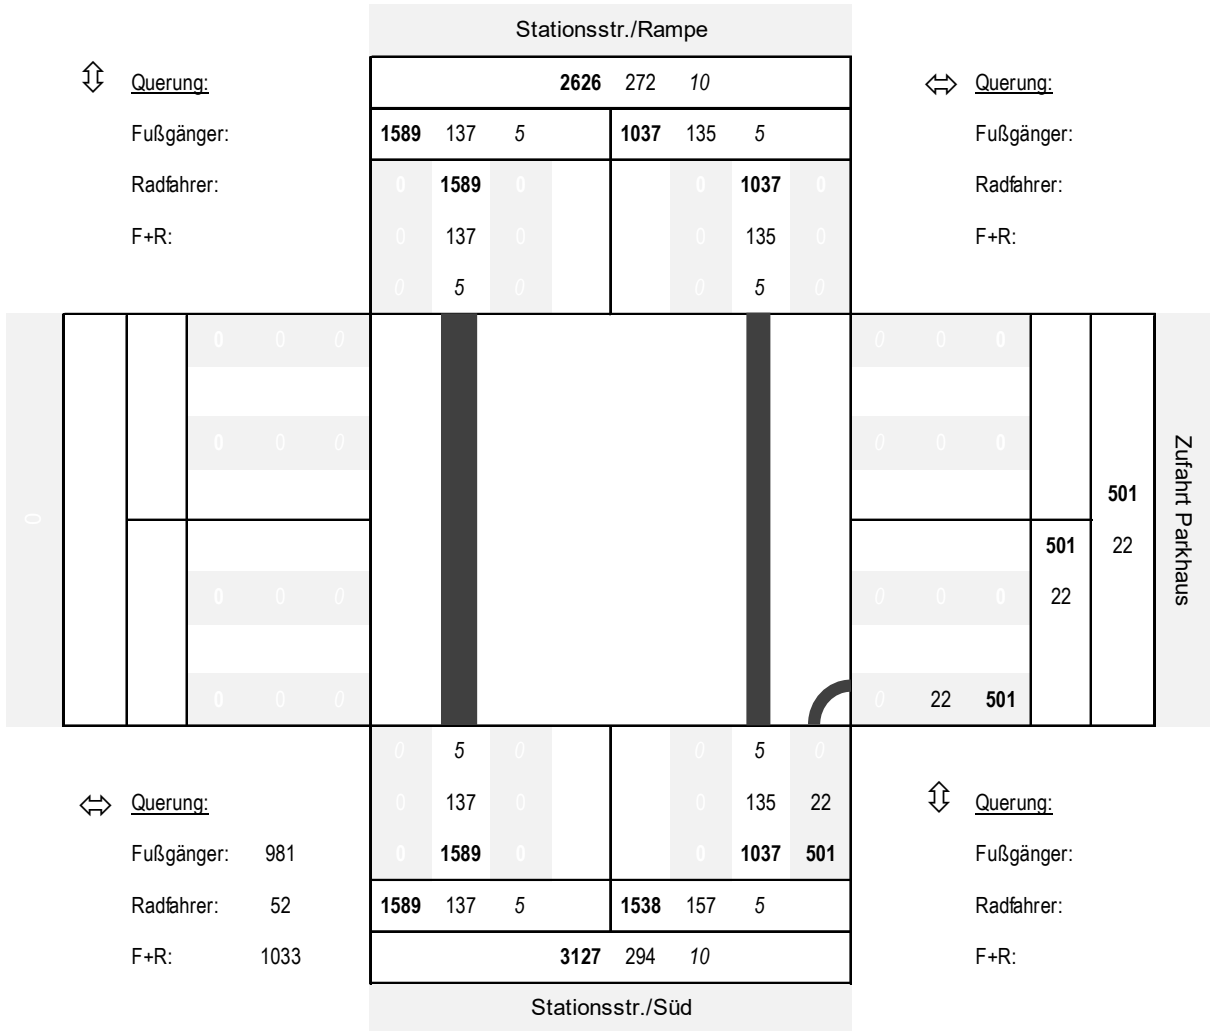 Stationsstr./Rampe
Querung: 2626 272 10 Querung:
Fußgänger: 1589 137 5 1037 135 5 Fußgänger:
Radfahrer: 0 1589 0 0 1037 0 Radfahrer:
F+R: 0 137 0 0 135 0 F+R:
0 5 0 0 5 0
0 0 0 0 0 0
0 0 0 0 0 0
501
0
501 22
0 0 0 0 0 0 22
0 0 0 0 22 501
Zufahrt Parkhaus
0 5 0 0 5 0
Querung: 0 137 0 0 135 22 Querung:
Fußgänger: 981 0 1589 0 0 1037 501 Fußgänger:
Radfahrer: 52 1589 137 5 1538 157 5 Radfahrer:
F+R: 1033 3127 294 10 F+R:
Stationsstr./Süd